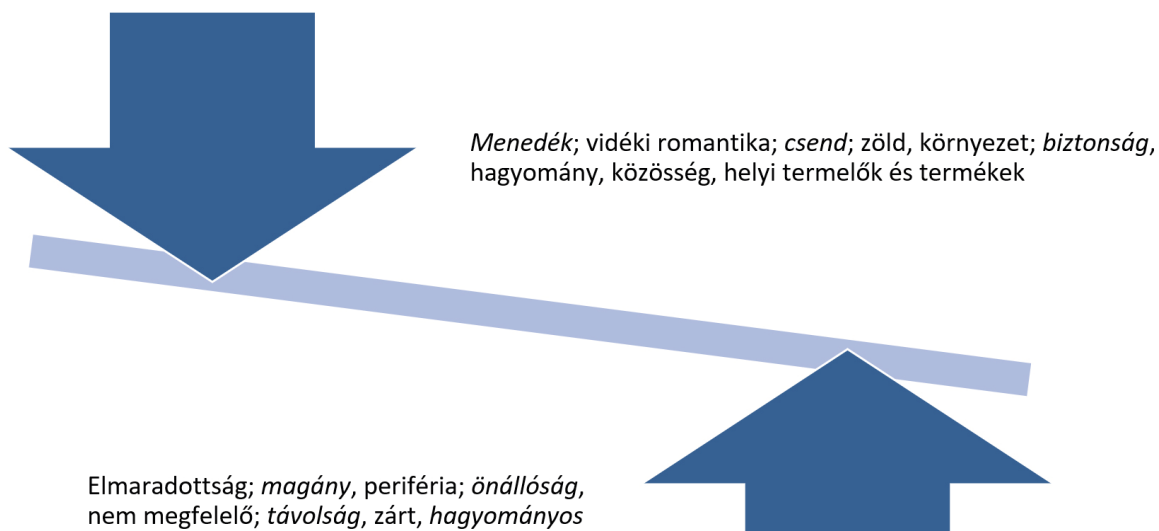 Menedék; vidéki romantika; csend; zöld, környezet; biztonság,
hagyomány, közösség, helyi termelők és termékek
Elmaradottság; magány, periféria; önállóság,
nem megfelelő; távolság, zárt, hagyományos